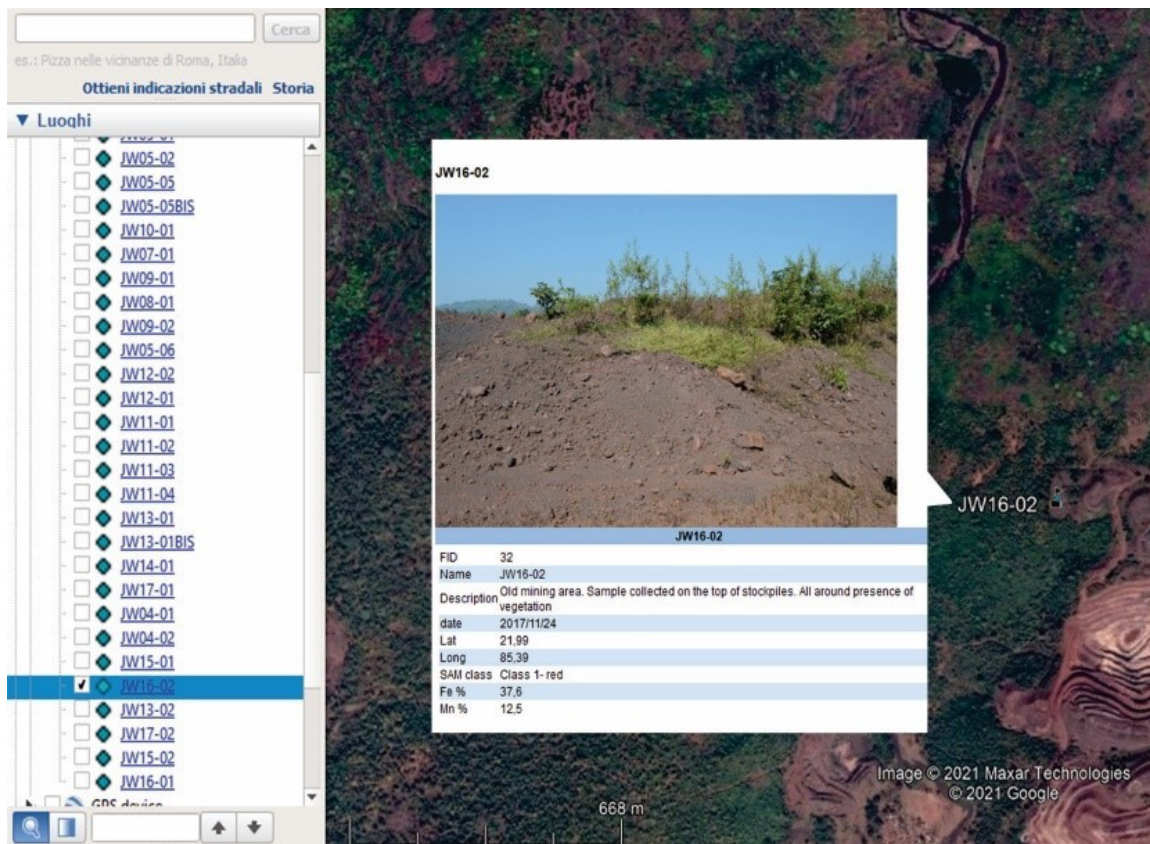 Cerca
es.: Pizza nelle vicinanze di Roma, Italia
Ottieni indicazioni stradali Storia
▼ Luoghi
JW05-02
JW05-05
JW05-05BIS
JW10-01
JW07-01
JW09-01
JW08-01
JW09-02
JW05-06
JW12-02
JW12-01
JW11-01
JW11-02
JW11-03
JW11-04
JW13-01
JW13-01BIS
JW14-01
JW17-01
JW04-01
JW04-02
JW15-01
JW16-02
JW13-02
JW17-02
JW15-02
JW16-01
GPS device
JW16-02
JW16-02
FID 32
Name JW16-02
Description Old mining area. Sample collected on the top of stockpiles. All around presence of
vegetation
date 2017/11/24
Lat 21,99
Long 85,39
SAM class Class 1- red
Fe % 37,6
Mn % 12,5
JW16-02
Image © 2021 Maxar Technologies
© 2021 Google
668 m